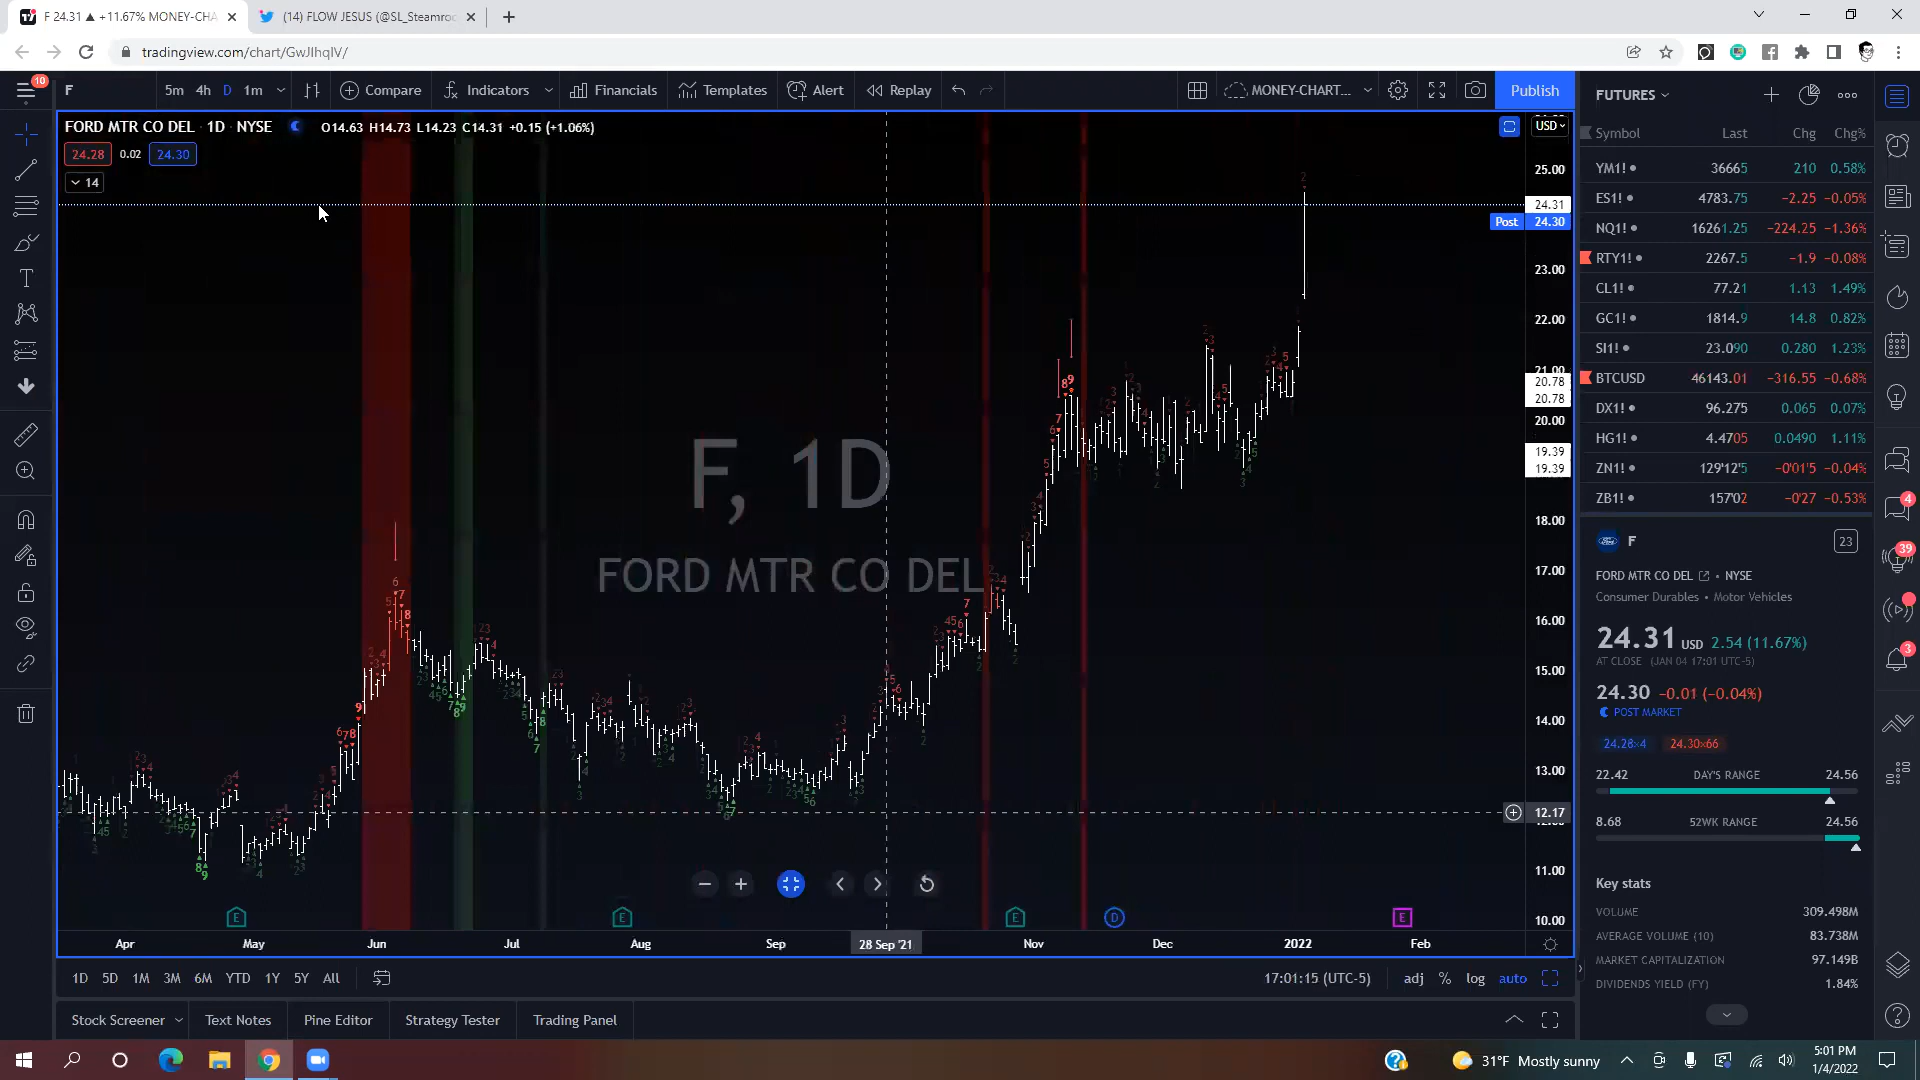 F 24.31 ▲ +11.67% MONEY-CHA
(14) FLOW JESUS (@SL_Steamro
tradingview.com/chart/GwJIhqIV/
10
F
5m 4h D 1m
Compare
Indicators
Financials
Templates
Alert
Replay
MONEY-CHART...
Publish
FORD MTR CO DEL · 1D · NYSE
O14.63 H14.73 L14.23 C14.31 +0.15 (+1.06%)
24.28 0.02 24.30
14
F, 1D
FORD MTR CO DEL
USD
25.00
24.31
Post 24.30
23.00
22.00
21.00
20.78
20.78
20.00
19.39
19.39
18.00
17.00
16.00
15.00
14.00
13.00
12.17
11.00
10.00
E E E D E
Apr May Jun Jul Aug Sep 28 Sep '21 Nov Dec 2022 Feb
1D 5D 1M 3M 6M YTD 1Y 5Y All
17:01:15 (UTC-5) adj % log auto
Stock Screener Text Notes Pine Editor Strategy Tester Trading Panel
FUTURES
Symbol Last Chg Chg%
YM1! 36665 210 0.58%
ES1! 4783.75 -2.25 -0.05%
NQ1! 16261.25 -224.25 -1.36%
RTY1! 2267.5 -1.9 -0.08%
CL1! 77.21 1.13 1.49%
GC1! 1814.9 14.8 0.82%
SI1! 23.090 0.280 1.23%
BTCUSD 46143.01 -316.55 -0.68%
DX1! 96.275 0.065 0.07%
HG1! 4.4705 0.0490 1.11%
ZN1! 129'12'5 -0'01'5 -0.04%
ZB1! 157'02 -0'27 -0.53%
F
23
FORD MTR CO DEL • NYSE
Consumer Durables • Motor Vehicles
24.31 USD 2.54 (11.67%)
AT CLOSE (JAN 04 17:01 UTC-5)
24.30 -0.01 (-0.04%)
POST MARKET
24.28×4 24.30×66
22.42 DAY'S RANGE 24.56
8.68 52WK RANGE 24.56
Key stats
VOLUME 309.498M
AVERAGE VOLUME (10) 83.738M
MARKET CAPITALIZATION 97.149B
DIVIDENDS YIELD (FY) 1.84%
4
39
3
31°F Mostly sunny
5:01 PM
1/4/2022